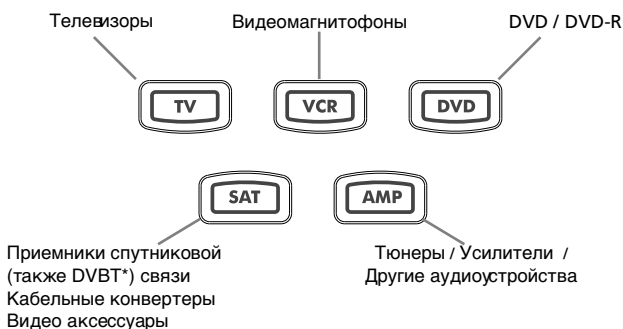 Телевизоры
Видеомагнитофоны
DVD / DVD-R
TV
VCR
DVD
SAT
AMP
Приемники спутниковой
(также DVBT*) связи
Кабельные конвертеры
Видео аксессуары
Тюнеры / Усилители /
Другие аудиоустройства